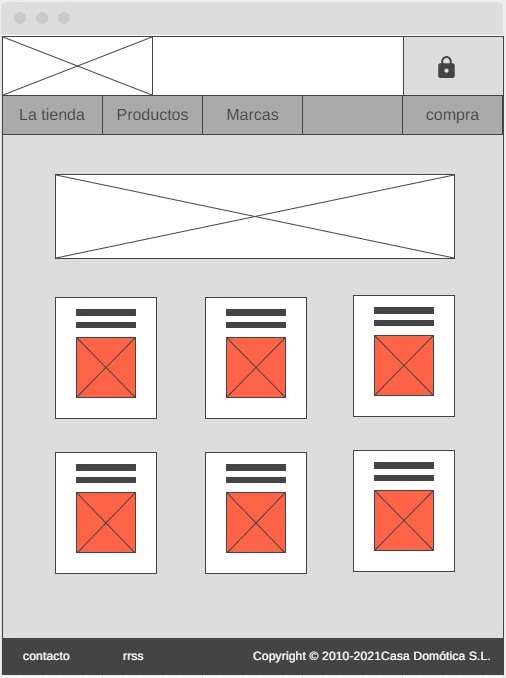 La tienda Productos Marcas compra
contacto rrss Copyright © 2010-2021Casa Domótica S.L.